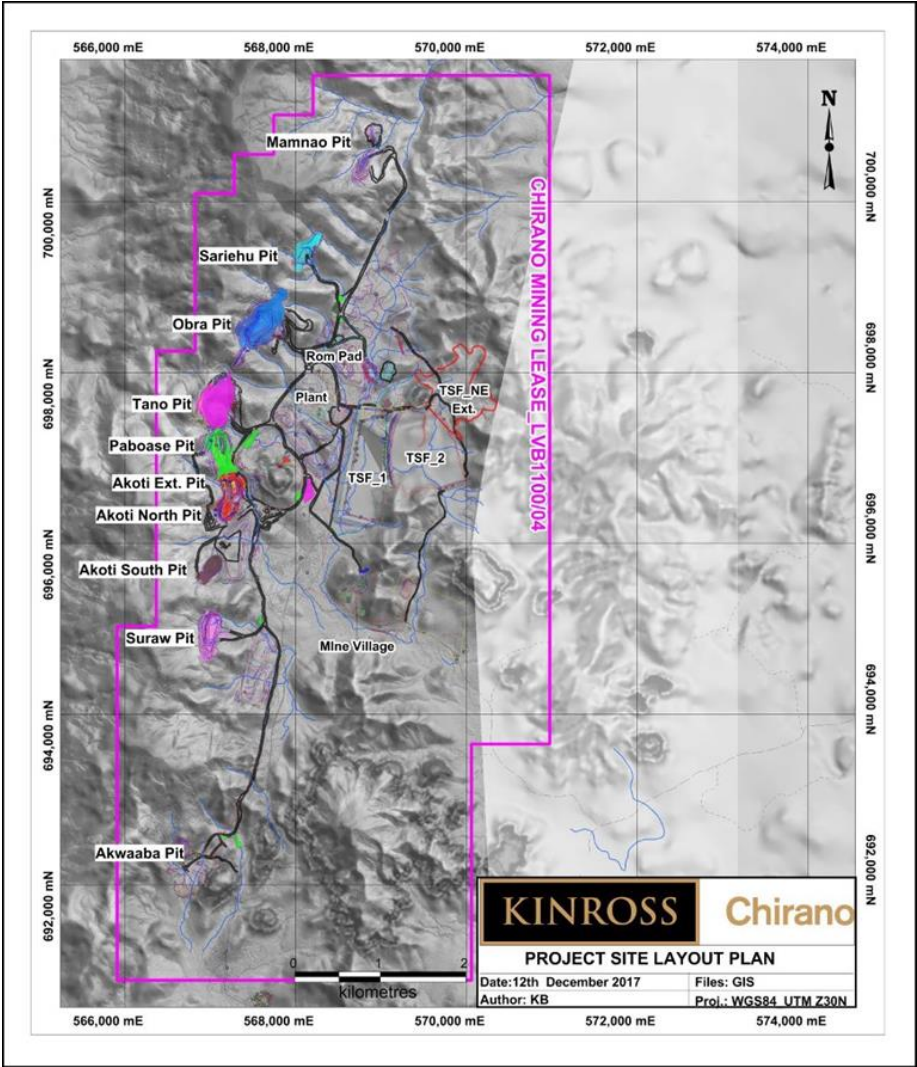 566,000 mE 568,000 mE 570,000 mE 572,000 mE 574,000 mE
N
Mamnao Pit
700,000 mN
700,000 mN
CHIRANO MINING LEASE_LVB1100/04
Sariehu Pit
Obra Pit
Rom Pad
698,000 mN
698,000 mN
Plant
TSF_NE
Ext.
Tano Pit
Paboase Pit
TSF_2
TSF_1
Akoti Ext. Pit
Akoti North Pit
696,000 mN
696,000 mN
Akoti South Pit
Suraw Pit
MIne Village
694,000 mN
694,000 mN
Akwaaba Pit
692,000 mN
692,000 mN
0 1 2
kilometres
KINROSS Chirano
PROJECT SITE LAYOUT PLAN
Date:12th December 2017 Files: GIS
Author: KB Proj.: WGS84_UTM Z30N
566,000 mE 568,000 mE 570,000 mE 572,000 mE 574,000 mE